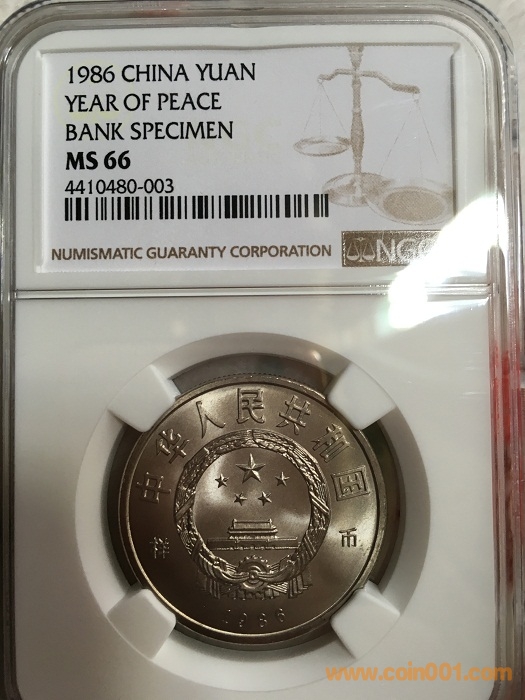 1986 CHINA YUAN
YEAR OF PEACE
BANK SPECIMEN
MS 66
4410480-003
NUMISMATIC GUARANTY CORPORATION
NGC
中华人民共和国
样 币
1986
www.coin001.com